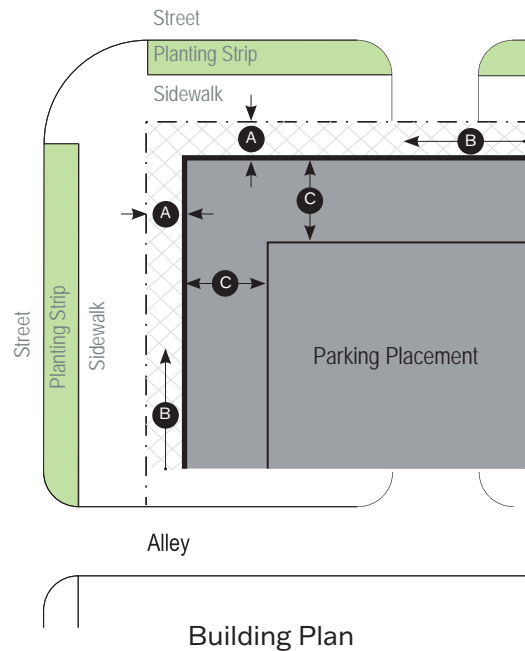 Street
Planting Strip
Sidewalk
A
B
C
A
C
Parking Placement
Street
Planting Strip
Sidewalk
B
Alley
Building Plan